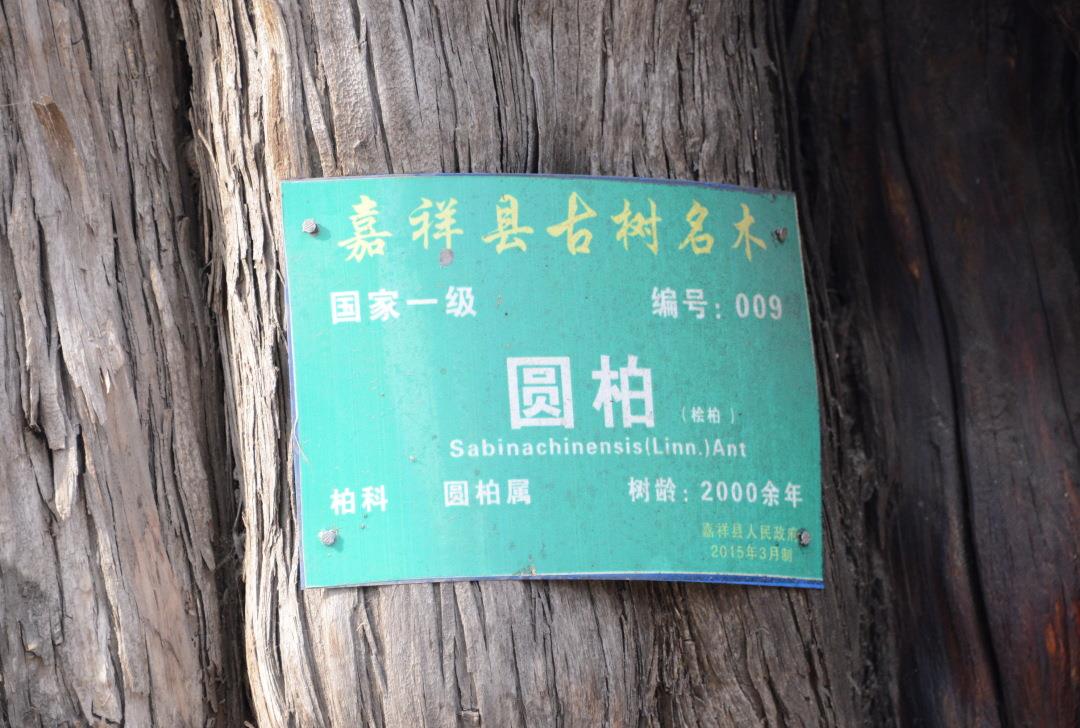 嘉祥县古树名木
国家一级 编号：009
圆柏（桧柏）
Sabinachinensis(Linn.)Ant
柏科 圆柏属 树龄：2000余年
嘉祥县人民政府
2015年3月制